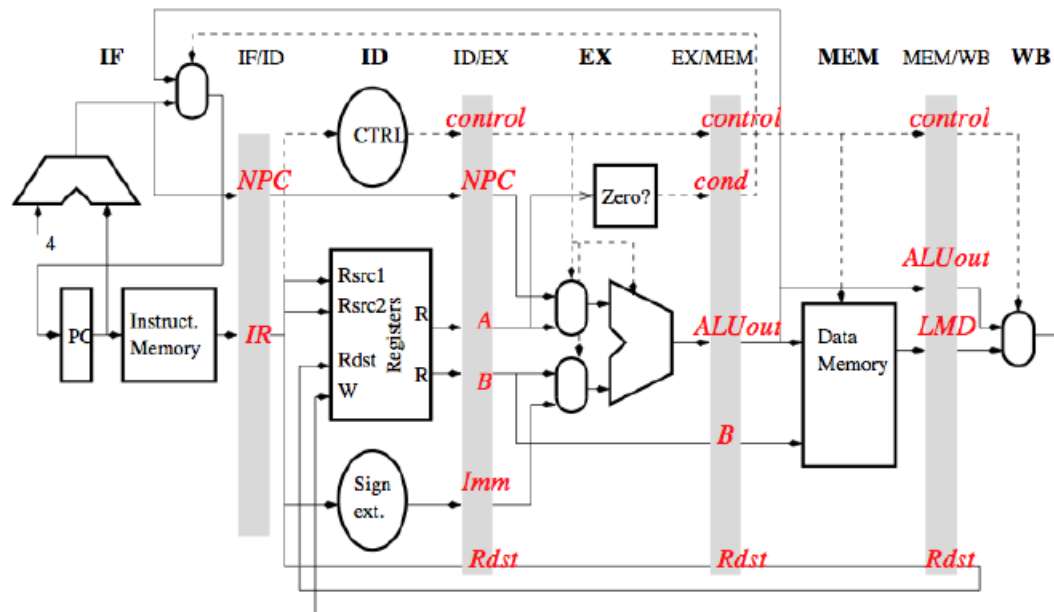 IF
IF/ID
ID
ID/EX
EX
EX/MEM
MEM
MEM/WB
WB
CTRL
control
control
control
NPC
NPC
Zero?
cond
4
Rsrc1
Rsrc2
Rdst
W
Registers
R
R
PC
Instruct.
Memory
IR
A
B
ALUout
ALUout
Data
Memory
LMD
B
Sign
ext.
Imm
Rdst
Rdst
Rdst